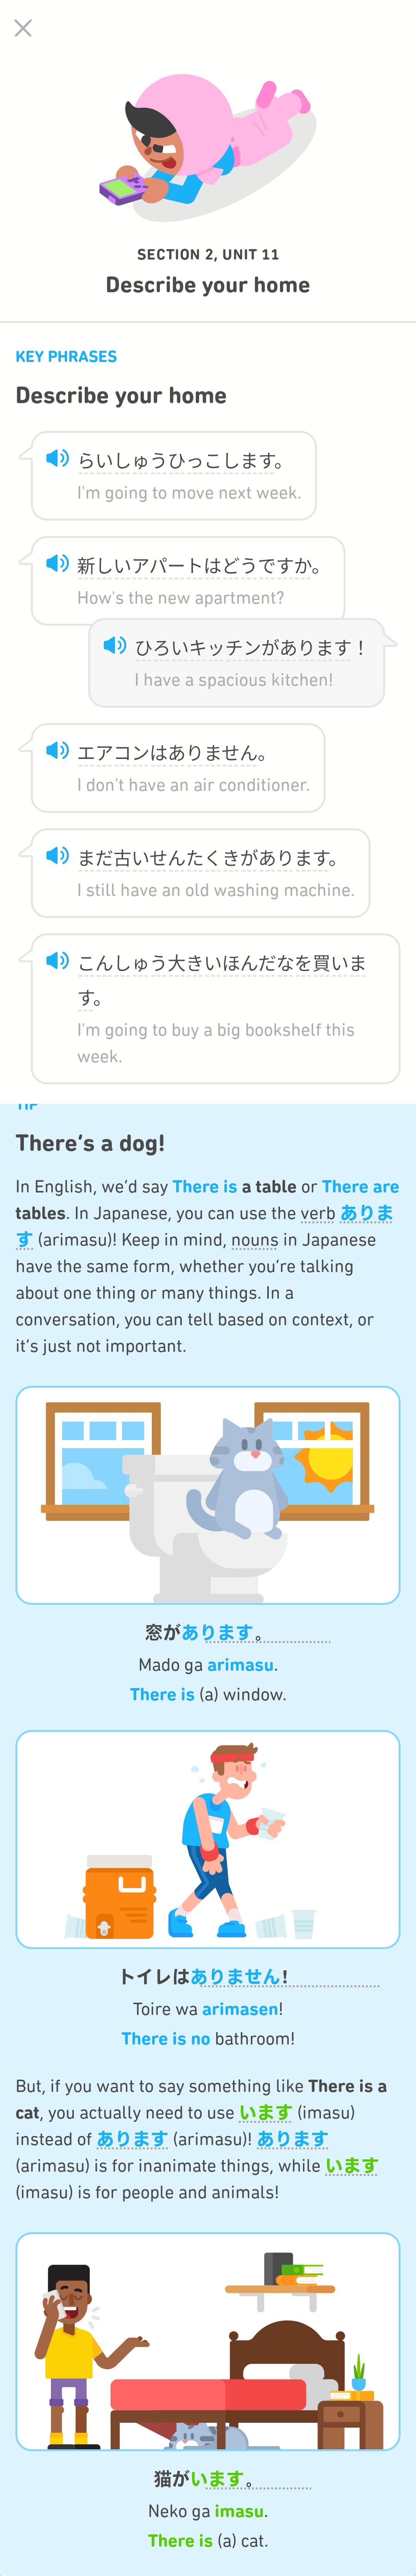 SECTION 2, UNIT 11
Describe your home
KEY PHRASES
Describe your home
らいしゅうひっこします。
I'm going to move next week.
新しいアパートはどうですか。
How's the new apartment?
ひろいキッチンがあります！
I have a spacious kitchen!
エアコンはありません。
I don't have an air conditioner.
まだ古いせんたくきがあります。
I still have an old washing machine.
こんしゅう大きいほんだなを買いま
す。
I'm going to buy a big bookshelf this
week.
TIP
There's a dog!
In English, we'd say There is a table or There are
tables. In Japanese, you can use the verb ありま
す (arimasu)! Keep in mind, nouns in Japanese
have the same form, whether you're talking
about one thing or many things. In a
conversation, you can tell based on context, or
it's just not important.
窓があります。
Mado ga arimasu.
There is (a) window.
トイレはありません!
Toire wa arimasen!
There is no bathroom!
But, if you want to say something like There is a
cat, you actually need to use います (imasu)
instead of あります (arimasu)! あります
(arimasu) is for inanimate things, while います
(imasu) is for people and animals!
猫がいます。
Neko ga imasu.
There is (a) cat.